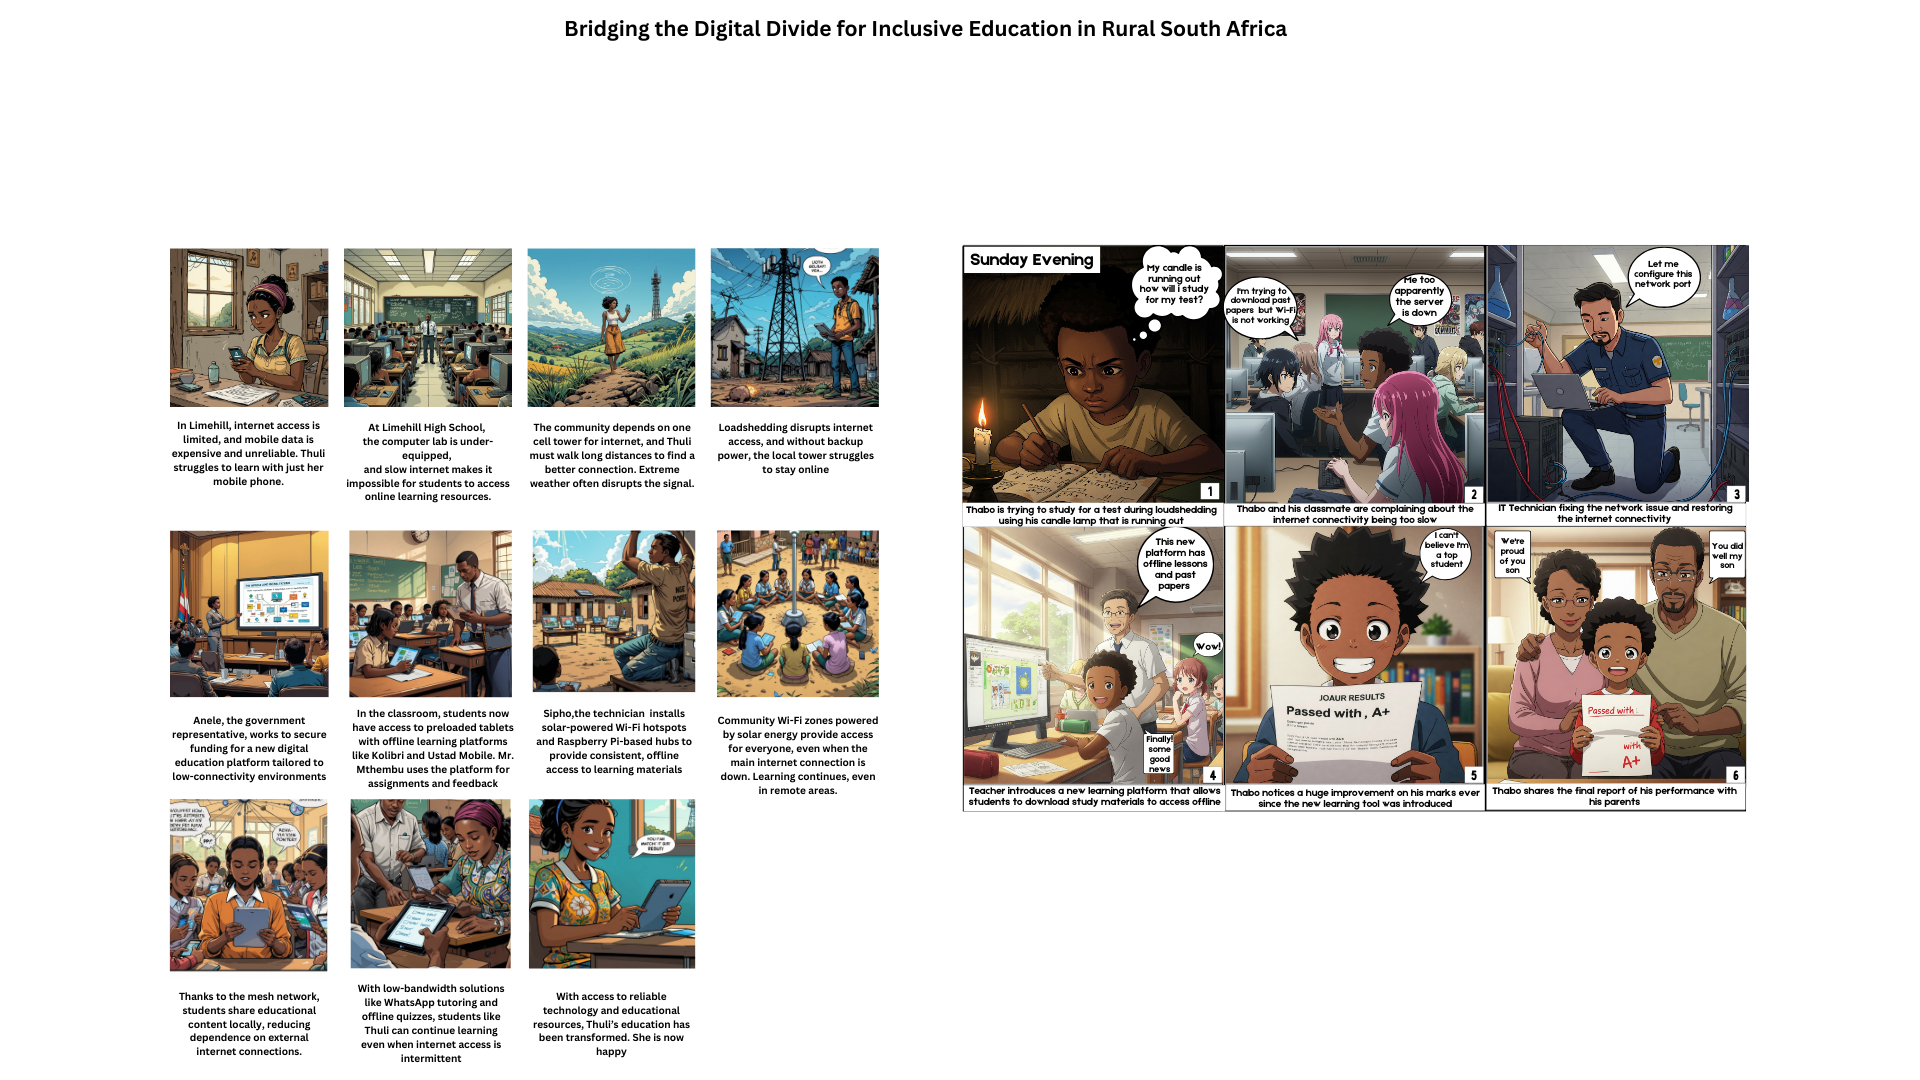 Bridging the Digital Divide for Inclusive Education in Rural South Africa
In Limehill, internet access is
limited, and mobile data is
expensive and unreliable. Thuli
struggles to learn with just her
mobile phone.
At Limehill High School,
the computer lab is under-
equipped,
and slow internet makes it
impossible for students to access
online learning resources.
The community depends on one
cell tower for internet, and Thuli
must walk long distances to find a
better connection. Extreme
weather often disrupts the signal.
Loadshedding disrupts internet
access, and without backup
power, the local tower struggles
to stay online
Anele, the government
representative, works to secure
funding for a new digital
education platform tailored to
low-connectivity environments
In the classroom, students now
have access to preloaded tablets
with offline learning platforms
like Kolibri and Ustad Mobile. Mr.
Mthembu uses the platform for
assignments and feedback
Sipho,the technician installs
solar-powered Wi-Fi hotspots
and Raspberry Pi-based hubs to
provide consistent, offline
access to learning materials
Community Wi-Fi zones powered
by solar energy provide access
for everyone, even when the
main internet connection is
down. Learning continues, even
in remote areas.
Thanks to the mesh network,
students share educational
content locally, reducing
dependence on external
internet connections.
With low-bandwidth solutions
like WhatsApp tutoring and
offline quizzes, students like
Thuli can continue learning
even when internet access is
intermittent
With access to reliable
technology and educational
resources, Thuli's education has
been transformed. She is now
happy
Sunday Evening
My candle is
running out
how will i study
for my test?
1
Thabo is trying to study for a test during loudshedding
using his candle lamp that is running out
I'm trying to
download past
papers but Wi-Fi
is not working
Me too
apparently
the server
is down
2
Thabo and his classmate are complaining about the
internet connectivity being too slow
Let me
configure this
network port
3
IT Technician fixing the network issue and restoring
the internet connectivity
This new
platform has
offline lessons
and past
papers
Wow!
Finally!
some
good
news
4
Teacher introduces a new learning platform that allows
students to download study materials to access offline
I can't
believe I'm
a top
student
JOAUR RESULTS
Passed with, A+
5
Thabo notices a huge improvement on his marks ever
since the new learning tool was introduced
We're
proud
of you
son
You did
well my
son
Passed with:
with
A+
6
Thabo shares the final report of his performance with
his parents